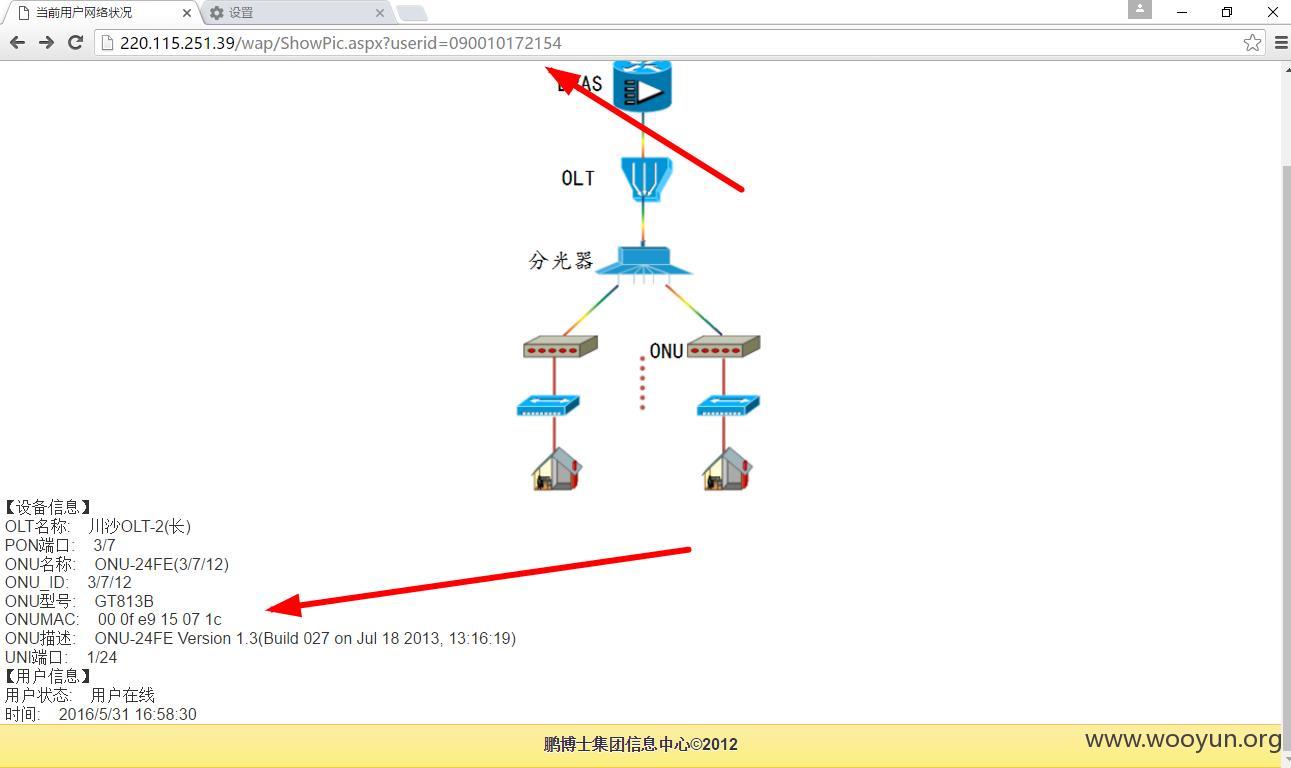 当前用户网络状况
设置
220.115.251.39/wap/ShowPic.aspx?userid=090010172154
OLT
分光器
ONU
【设备信息】
OLT名称: 川沙OLT-2(长)
PON端口: 3/7
ONU名称: ONU-24FE(3/7/12)
ONU_ID: 3/7/12
ONU型号: GT813B
ONUMAC: 00 0f e9 15 07 1c
ONU描述: ONU-24FE Version 1.3(Build 027 on Jul 18 2013, 13:16:19)
UNI端口: 1/24
【用户信息】
用户状态: 用户在线
时间: 2016/5/31 16:58:30
鹏博士集团信息中心©2012
www.wooyun.org